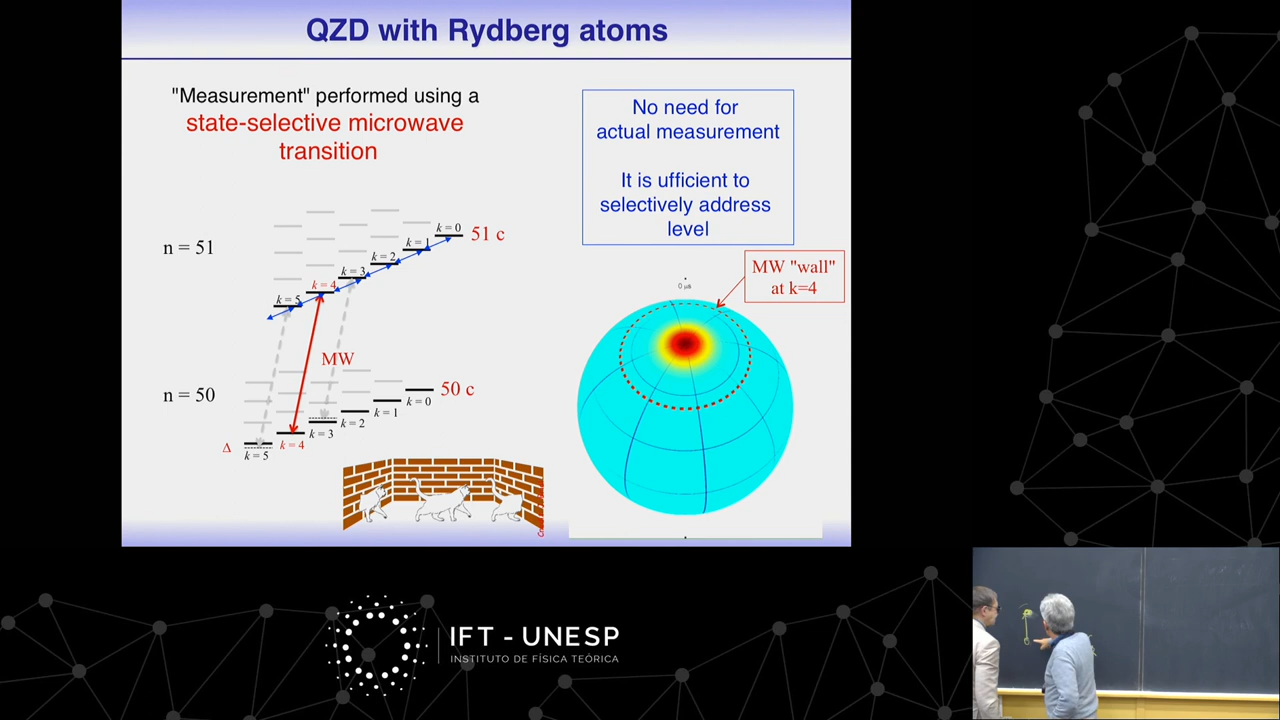 QZD with Rydberg atoms
"Measurement" performed using a
state-selective microwave
transition
No need for
actual measurement
It is ufficient to
selectively address
level
MW "wall"
at k=4
n = 51
k = 0
51 c
k = 1
k = 2
k = 3
k = 4
k = 5
MW
n = 50
50 c
k = 0
k = 1
k = 2
k = 3
k = 4
Δ
k = 5
IFT - UNESP
INSTITUTO DE FÍSICA TEÓRICA